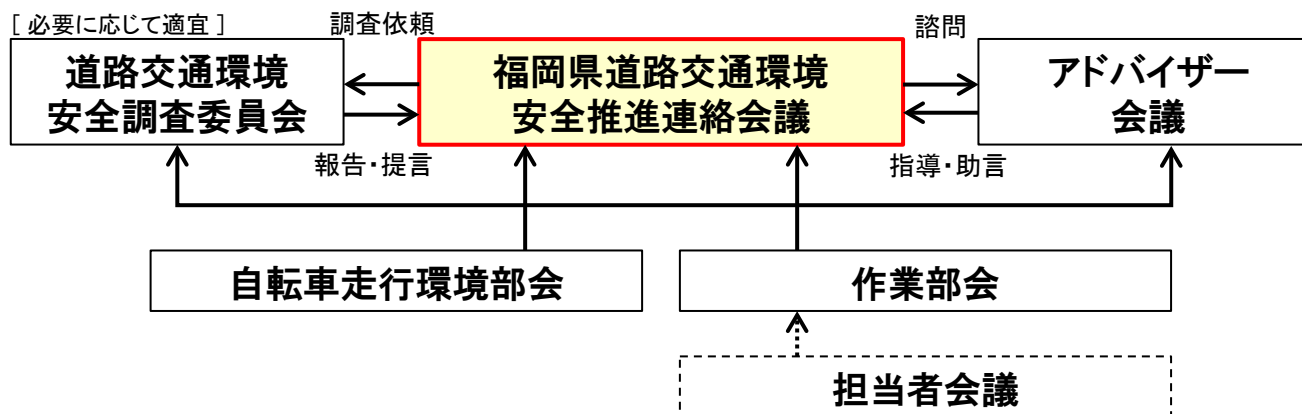 [ 必要に応じて適宜 ]
調査依頼
諮問
道路交通環境
安全調査委員会
福岡県道路交通環境
安全推進連絡会議
アドバイザー
会議
報告・提言
指導・助言
自転車走行環境部会
作業部会
担当者会議